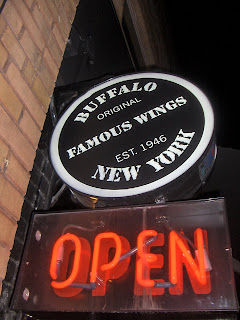 BUFFALO
ORIGINAL
FAMOUS WINGS
EST. 1946
NEW YORK
OPEN